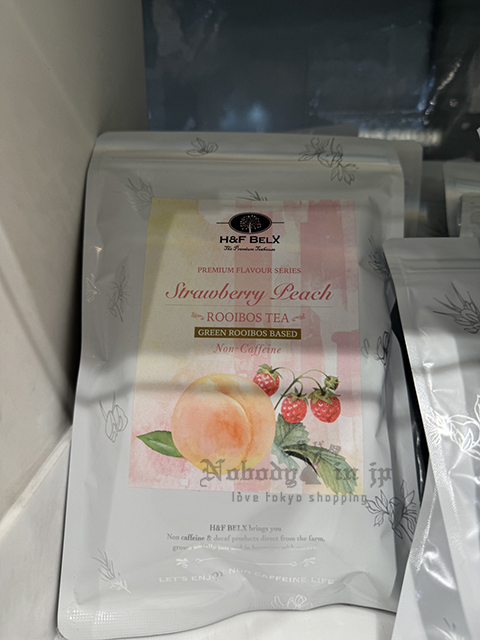 H&F BELX
The Premium Fashion
PREMIUM FLAVOUR SERIES
Strawberry Peach
ROOIBOS TEA
GREEN ROOIBOS BASED
Non-Caffeine
Nobody in jp
love tokyo shopping
H&F BELX brings you
Non caffeine & decaf products direct from the farm,
LET'S ENJOY NON CAFFEINE LIFE